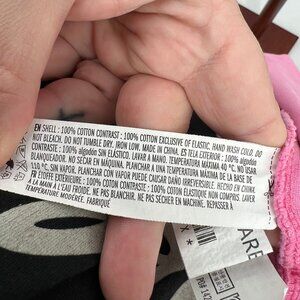 EN SHELL : 100% COTTON CONTRAST : 100% COTTON EXCLUSIVE OF ELASTIC. HAND WASH COLD. DO
NOT BLEACH. DO NOT TUMBLE DRY. IRON LOW. MADE IN CHINA. ES TELA EXTERIOR : 100% algodón
CONTRASTE : 100% algodón SIN ELÁSTICO. LAVAR A MANO. TEMPERATURA MÁXIMA 40 °C. NO USAR
BLANQUEADOR. NO SECAR EN MÁQUINA. PLANCHAR A UNA TEMPERATURA MÁXIMA DE LA BASE DE
110 °C, SIN VAPOR. PLANCHAR CON VAPOR PUEDE CAUSAR DAÑO IRREVERSIBLE. HECHO EN CHINA
FR ÉTOFFE EXTÉRIEURE : 100% COTON CONTRASTE : 100% COTON ÉLASTIQUE NON COMPRIS. LAVER
À LA MAIN À L'EAU FROIDE. NE PAS BLANCHIR. NE PAS SÉCHER EN MACHINE. REPASSER À
TEMPÉRATURE MODÉRÉE. FABRIQUÉ
CARE